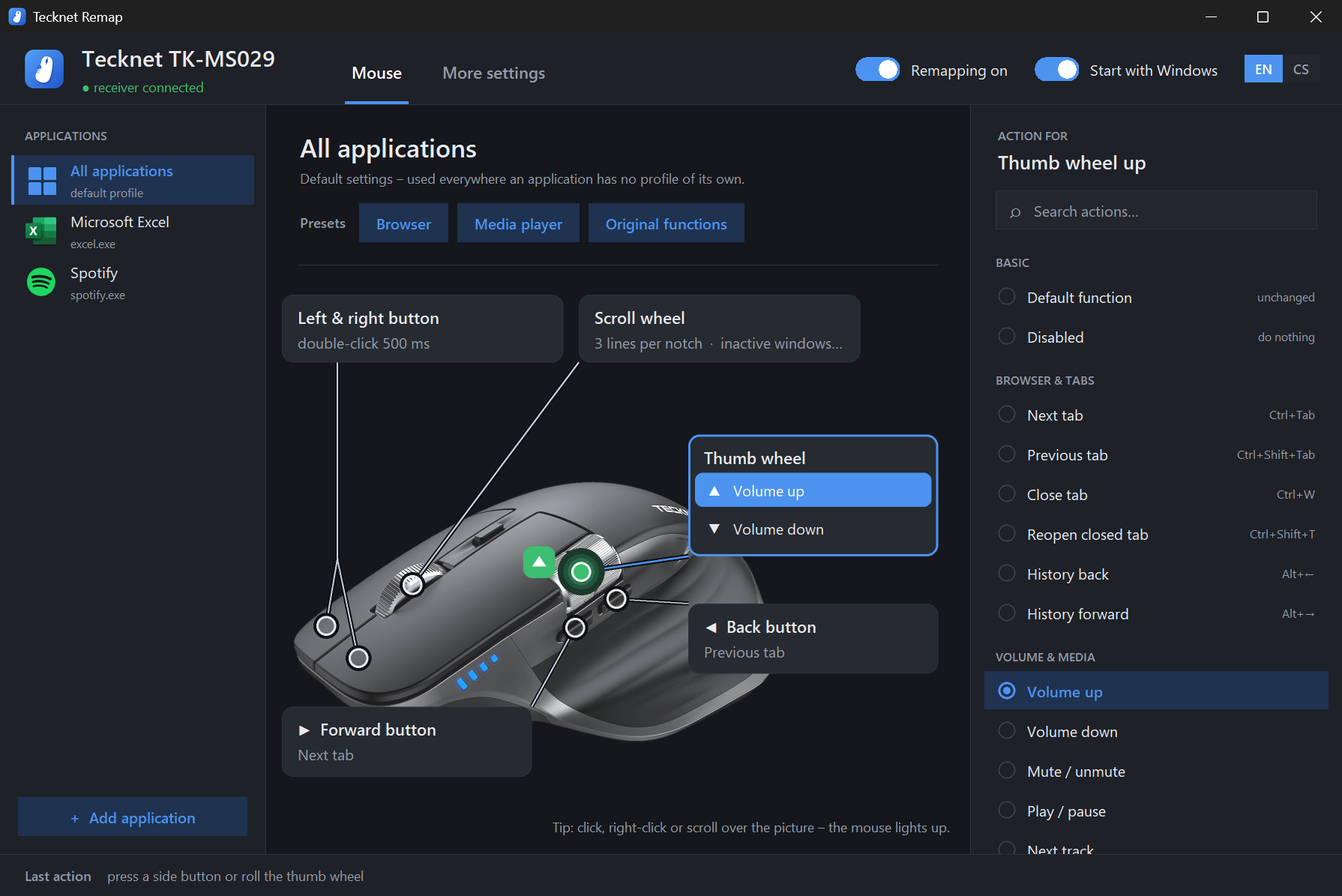 Tecknet Remap
Tecknet TK-MS029
receiver connected
Mouse
More settings
Remapping on
Start with Windows
EN
CS
APPLICATIONS
All applications
default profile
Microsoft Excel
excel.exe
Spotify
spotify.exe
+ Add application
All applications
Default settings – used everywhere an application has no profile of its own.
Presets
Browser
Media player
Original functions
Left & right button
double-click 500 ms
Scroll wheel
3 lines per notch · inactive windows...
Thumb wheel
▲ Volume up
▼ Volume down
◀ Back button
Previous tab
▶ Forward button
Next tab
Tip: click, right-click or scroll over the picture – the mouse lights up.
ACTION FOR
Thumb wheel up
Search actions...
BASIC
Default function unchanged
Disabled do nothing
BROWSER & TABS
Next tab Ctrl+Tab
Previous tab Ctrl+Shift+Tab
Close tab Ctrl+W
Reopen closed tab Ctrl+Shift+T
History back Alt+←
History forward Alt+→
VOLUME & MEDIA
Volume up
Volume down
Mute / unmute
Play / pause
Next track
Last action press a side button or roll the thumb wheel